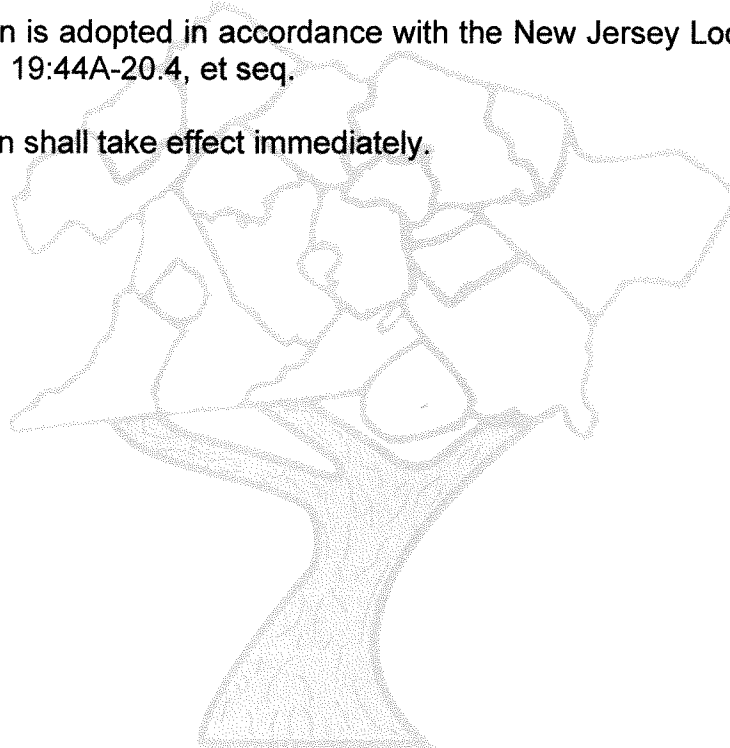 n is adopted in accordance with the New Jersey Loc
19:44A-20.4, et seq.
n shall take effect immediately.